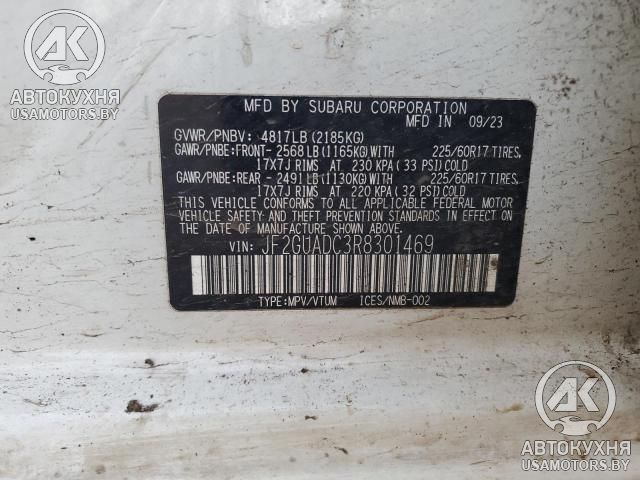 AK
АВТОКУХНЯ
USAMOTORS.BY
MFD BY SUBARU CORPORATION
MFD IN 09/23
GVWR/PNBV: 4817LB (2185KG)
GAWR/PNBE:FRONT- 2568LB(1165KG)WITH 225/60R17 TIRES,
17X7J RIMS AT 230 KPA ( 33 PSI) COLD
GAWR/PNBE:REAR - 2491LB(1130KG)WITH 225/60R17 TIRES,
17X7J RIMS AT 220 KPA ( 32 PSI) COLD
THIS VEHICLE CONFORMS TO ALL APPLICABLE FEDERAL MOTOR
VEHICLE SAFETY AND THEFT PREVENTION STANDARDS IN EFFECT ON
THE DATE OF MANUFACTURE SHOWN ABOVE.
VIN: JF2GUADC3R8301469
TYPE:MPV/VTUM ICES/NMB-002
AK
АВТОКУХНЯ
USAMOTORS.BY